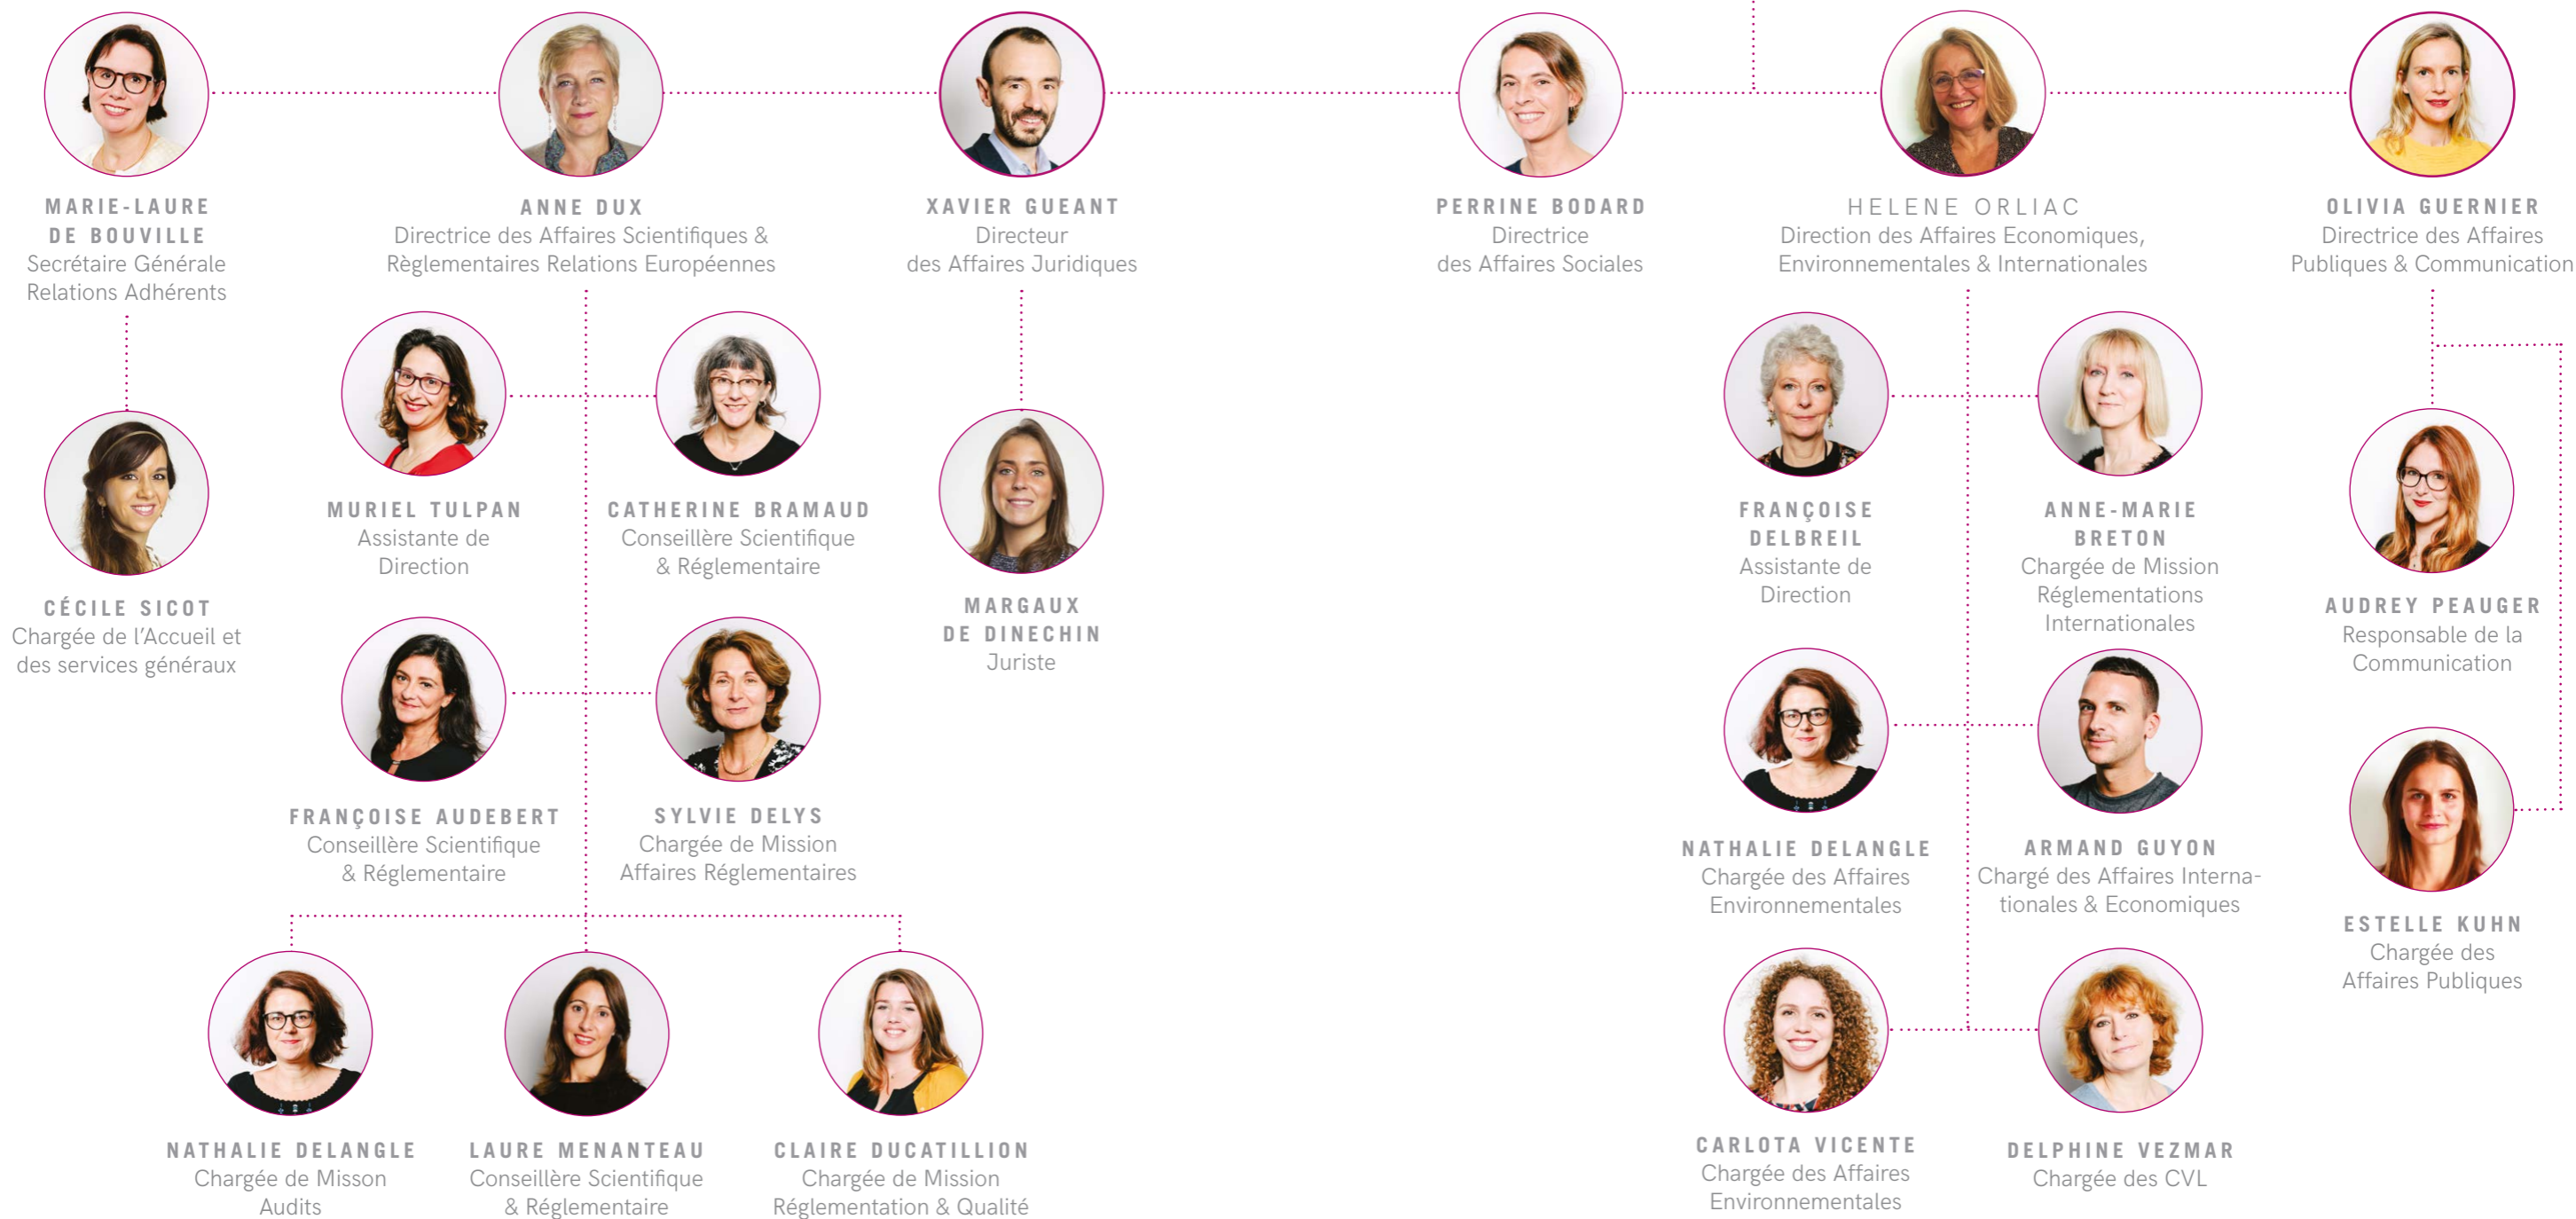 MARIE-LAURE
DE BOUVILLE
Secrétaire Générale
Relations Adhérents
ANNE DUX
Directrice des Affaires Scientifiques &
Règlementaires Relations Européennes
XAVIER GUEANT
Directeur
des Affaires Juridiques
PERRINE BODARD
Directrice
des Affaires Sociales
HELENE ORLIAC
Direction des Affaires Economiques,
Environnementales & Internationales
OLIVIA GUERNIER
Directrice des Affaires
Publiques & Communication
CÉCILE SICOT
Chargée de l'Accueil et
des services généraux
MURIEL TULPAN
Assistante de
Direction
CATHERINE BRAMAUD
Conseillère Scientifique
& Réglementaire
MARGAUX
DE DINECHIN
Juriste
FRANÇOISE
DELBREIL
Assistante de
Direction
ANNE-MARIE
BRETON
Chargée de Mission
Réglementations
Internationales
AUDREY PEAUGER
Responsable de la
Communication
FRANÇOISE AUDEBERT
Conseillère Scientifique
& Réglementaire
SYLVIE DELYS
Chargée de Mission
Affaires Réglementaires
NATHALIE DELANGLE
Chargée des Affaires
Environnementales
ARMAND GUYON
Chargé des Affaires Interna-
tionales & Economiques
ESTELLE KUHN
Chargée des
Affaires Publiques
NATHALIE DELANGLE
Chargée de Misson
Audits
LAURE MENANTEAU
Conseillère Scientifique
& Réglementaire
CLAIRE DUCATILLION
Chargée de Mission
Réglementation & Qualité
CARLOTA VICENTE
Chargée des Affaires
Environnementales
DELPHINE VEZMAR
Chargée des CVL